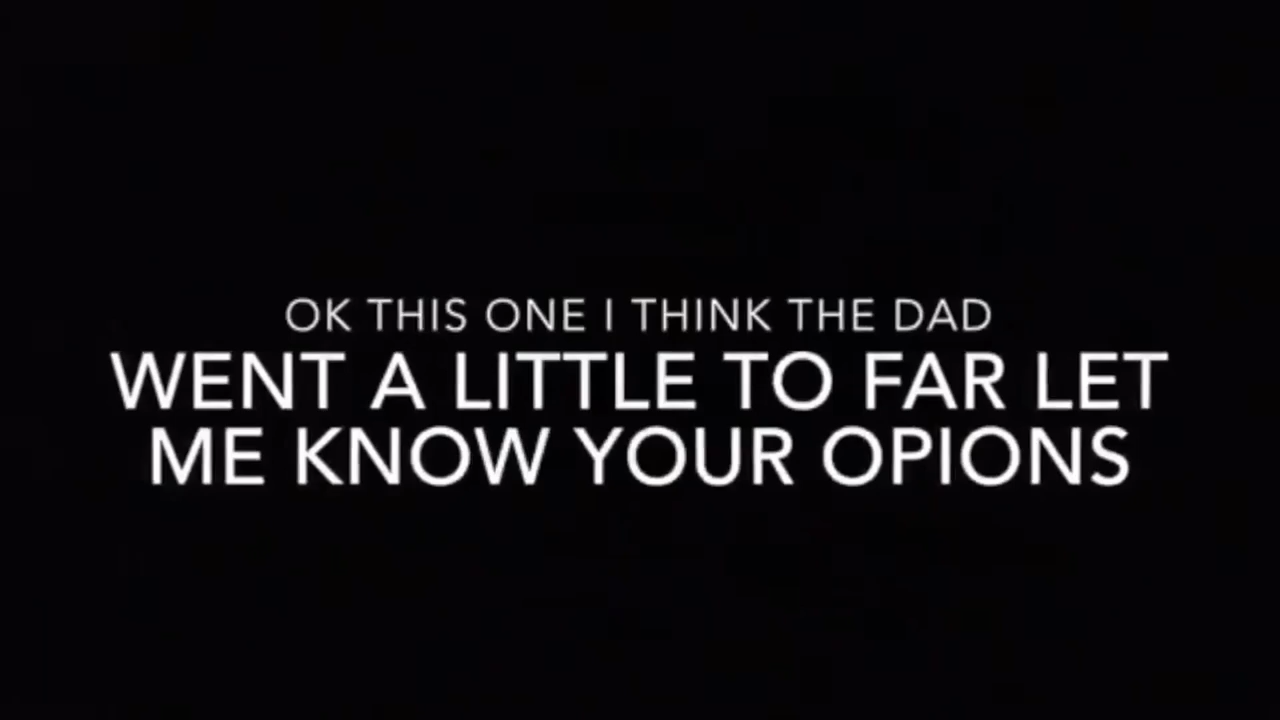 OK THIS ONE I THINK THE DAD
WENT A LITTLE TO FAR LET
ME KNOW YOUR OPIONS